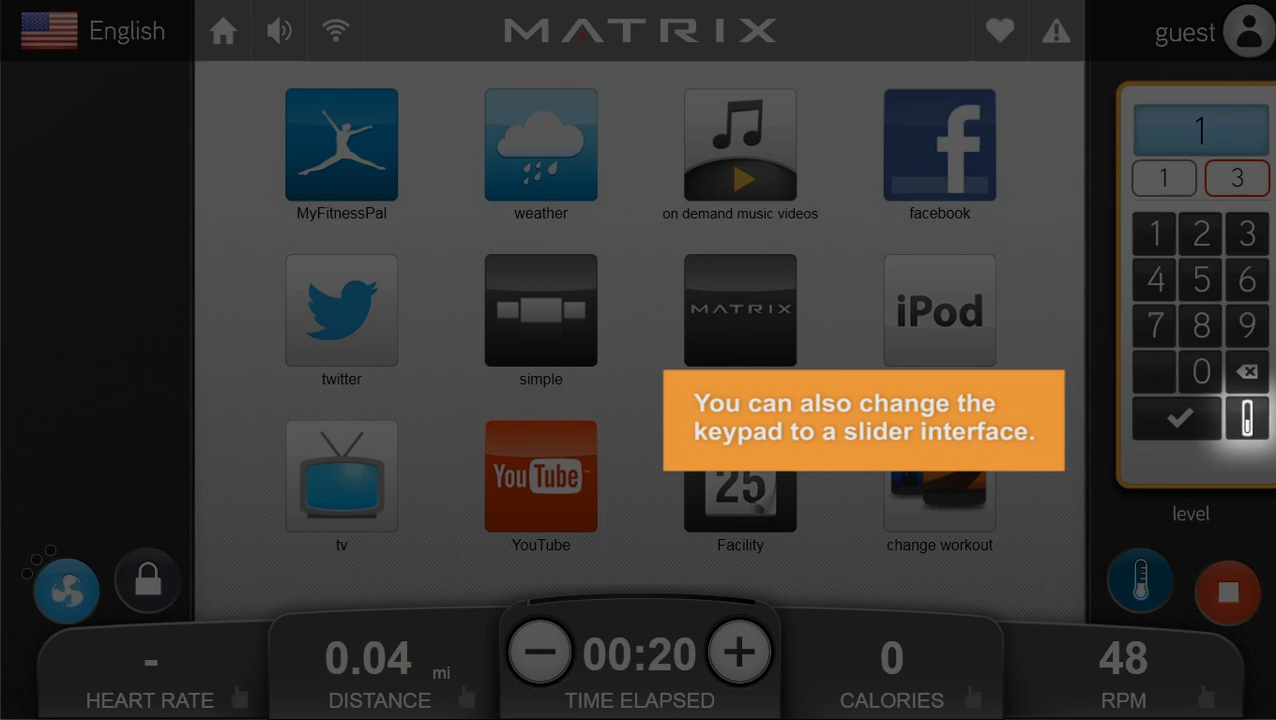 English
MATRIX
guest
1
1 3
1 2 3
4 5 6
7 8 9
0
level
MyFitnessPal
weather
on demand music videos
facebook
twitter
simple
MATRIX
iPod
You can also change the
keypad to a slider interface.
tv
YouTube
YouTube
25
Facility
change workout
-
HEART RATE
0.04 mi
DISTANCE
00:20
TIME ELAPSED
0
CALORIES
48
RPM